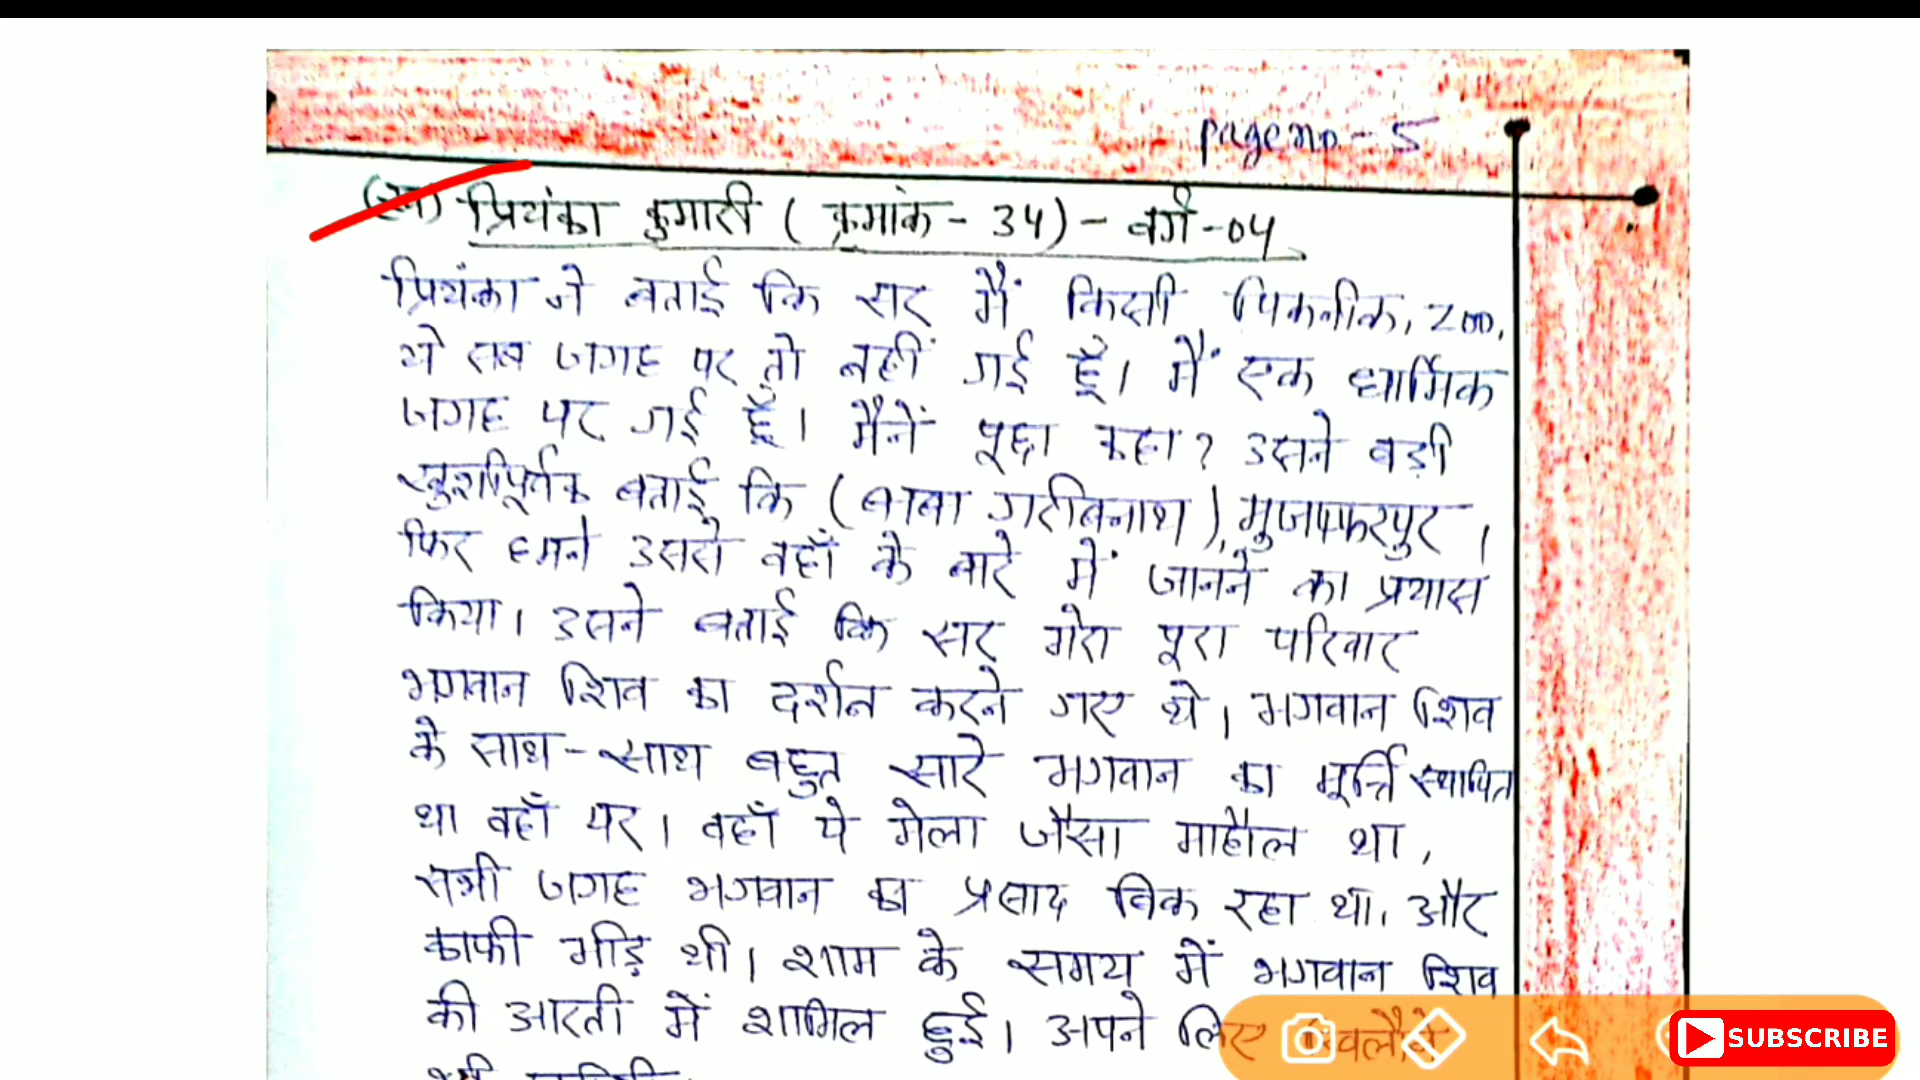 pageno - 5
(ख) प्रियंका कुमारी ( क्रमांक - 34) - वर्ग -04
प्रियंका ने बताई कि सर मैं किसी पिकनीक, zoo,
ये सब जगह पर तो नहीं गई हूँ। मैं एक धार्मिक
जगह पर गई हूँ। मैनें पूछा कहा? उसने बड़ी
खुशीपूर्वक बताई कि (बाबा गरीबनाथ), मुजफ्फरपुर ।
फिर हमने उससे वहाँ के बारे में जानने का प्रयास
किया। उसने बताई कि सर मेरा पूरा परिवार
भगवान शिव का दर्शन करने गए थे। भगवान शिव
के साथ-साथ बहुत सारे भगवान का मूर्त्ति स्थापित
था वहाँ पर। वहाँ पे मेला जैसा माहौल था,
सभी जगह भगवान का प्रसाद बिक रहा था। और
काफी भीड़ थी। शाम के समय में भगवान शिव
की आरती में शामिल हुई। अपने लिए खिलौने
SUBSCRIBE